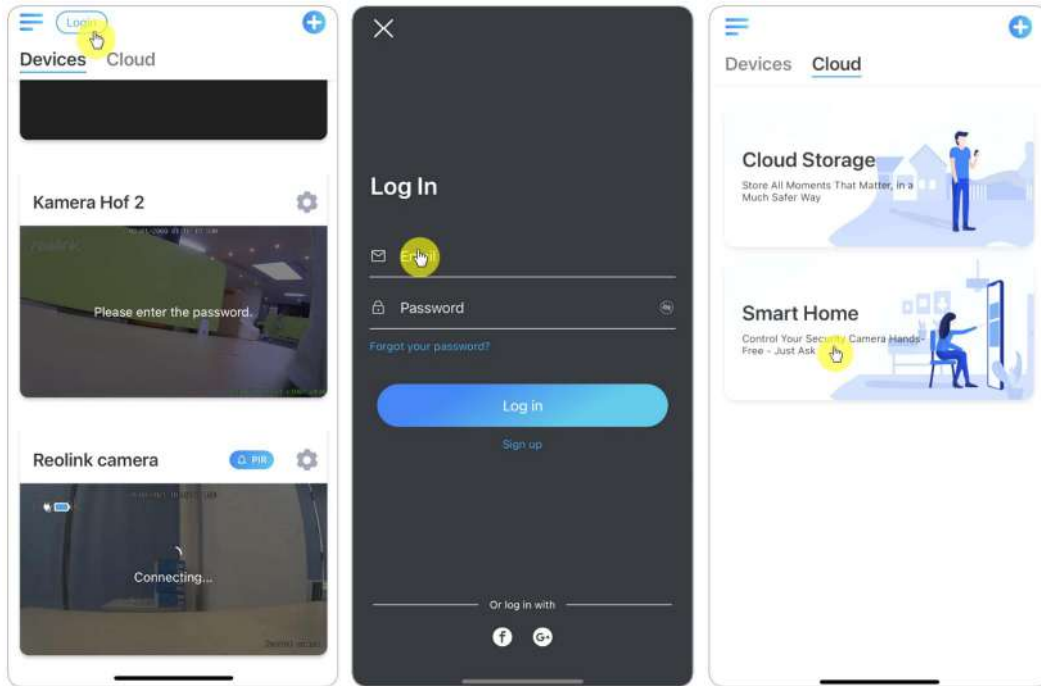 Login
Devices Cloud
Kamera Hof 2
reolink
Please enter the password.
Reolink camera
PIR
Connecting...
Log In
Password
Forgot your password?
Log in
Sign up
Or log in with
f G+
Devices Cloud
Cloud Storage
Store All Moments That Matter, in a
Much Safer Way
Smart Home
Control Your Security Camera Hands-
Free - Just Ask